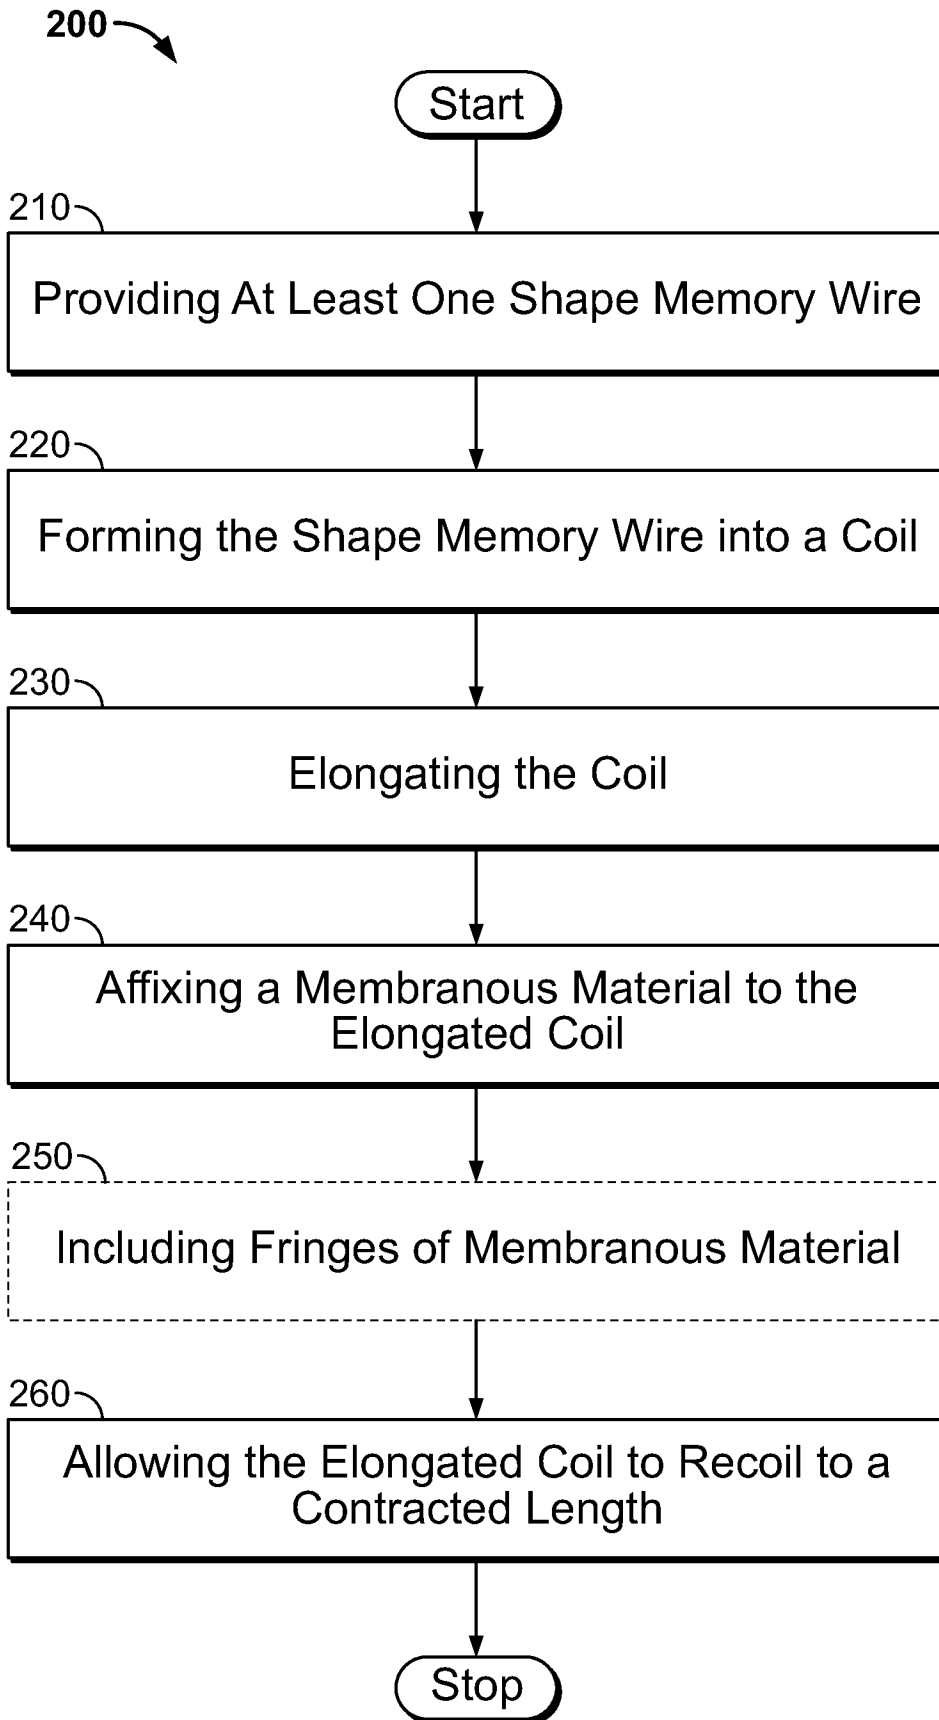 200
Start
210
Providing At Least One Shape Memory Wire
220
Forming the Shape Memory Wire into a Coil
230
Elongating the Coil
240
Affixing a Membranous Material to the
Elongated Coil
250
Including Fringes of Membranous Material
260
Allowing the Elongated Coil to Recoil to a
Contracted Length
Stop